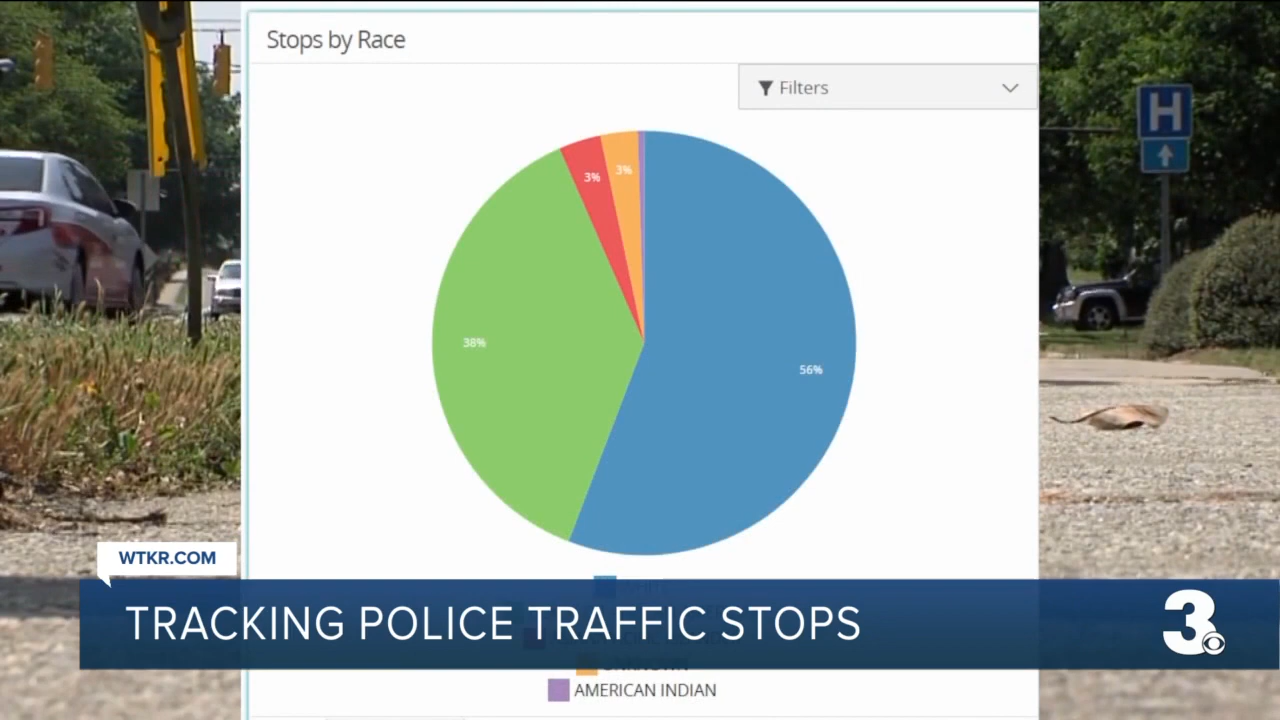 Stops by Race
Filters
3%
3%
38%
56%
WTKR.COM
TRACKING POLICE TRAFFIC STOPS
3
UNKNOWN
AMERICAN INDIAN
H